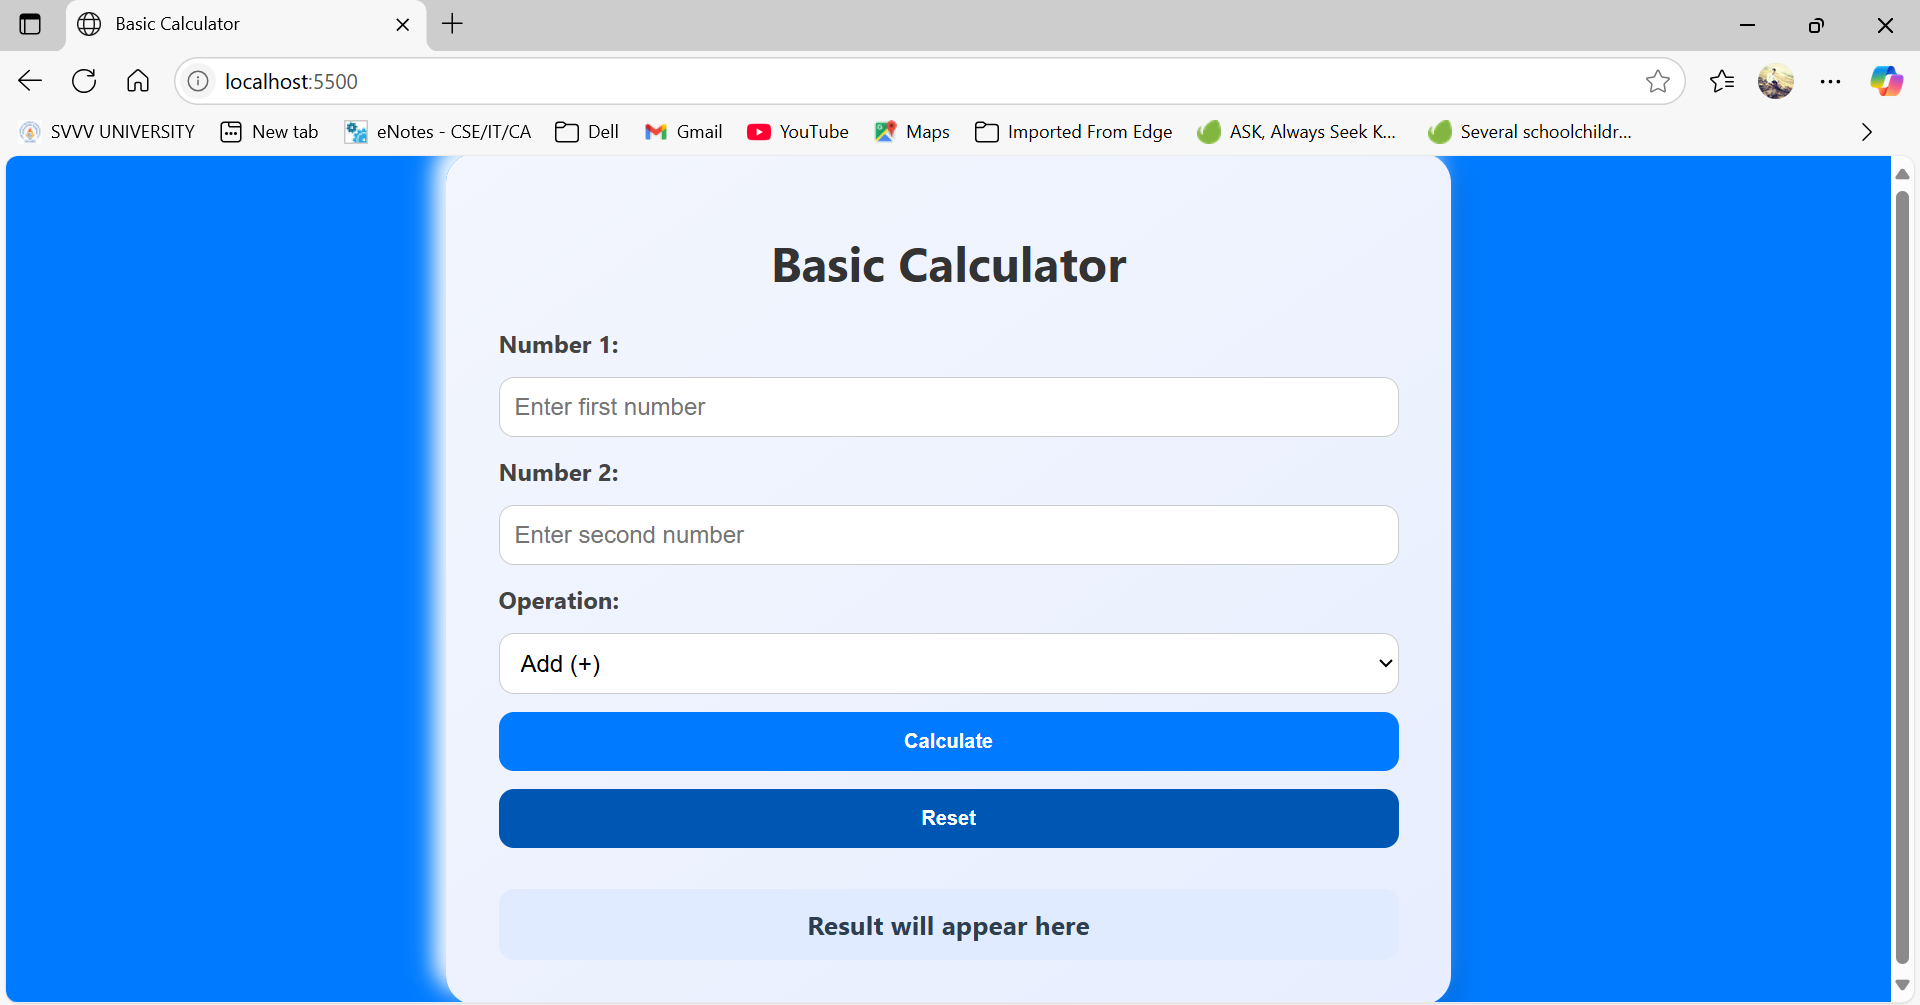 Basic Calculator
localhost:5500
SVVV UNIVERSITY New tab eNotes - CSE/IT/CA Dell Gmail YouTube Maps Imported From Edge ASK, Always Seek K... Several schoolchildr...
Basic Calculator
Number 1:
Enter first number
Number 2:
Enter second number
Operation:
Add (+)
Calculate
Reset
Result will appear here